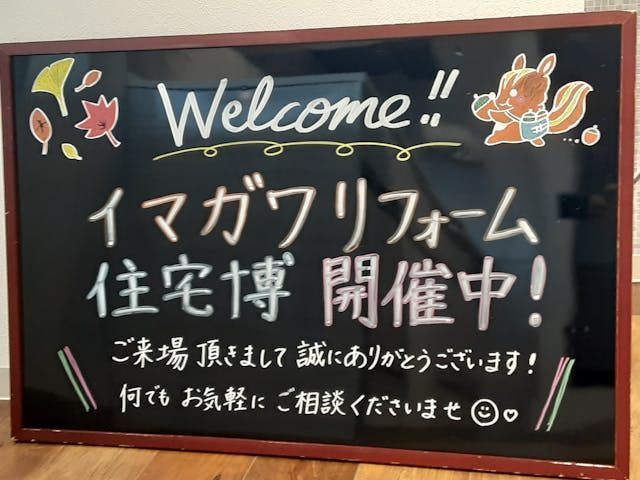 Welcome!!
イマガワリフォーム
住宅博 開催中!
ご来場頂きまして誠にありがとうございます!
何でもお気軽にご相談くださいませ☺♡